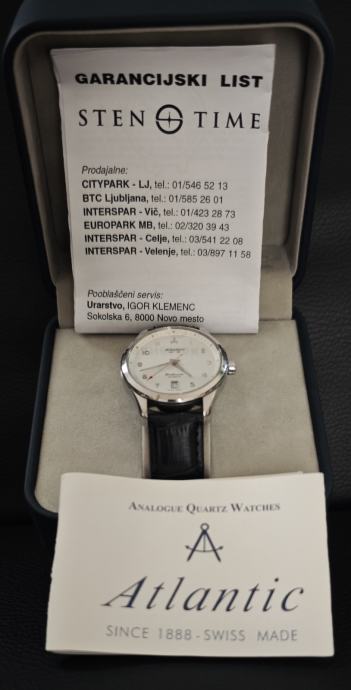 GARANCIJSKI LIST
STEN TIME
Prodajalne:
CITYPARK - LJ, tel.: 01/546 52 13
BTC Ljubljana, tel.: 01/585 26 01
INTERSPAR - Vič, tel.: 01/423 28 73
EUROPARK MB, tel.: 02/320 39 43
INTERSPAR - Celje, tel.: 03/541 22 08
INTERSPAR - Velenje, tel.: 03/897 11 58
Pooblaščeni servis:
Urarstvo, IGOR KLEMENC
Sokolska 6, 8000 Novo mesto
ANALOGUE QUARTZ WATCHES
Atlantic
SINCE 1888 - SWISS MADE